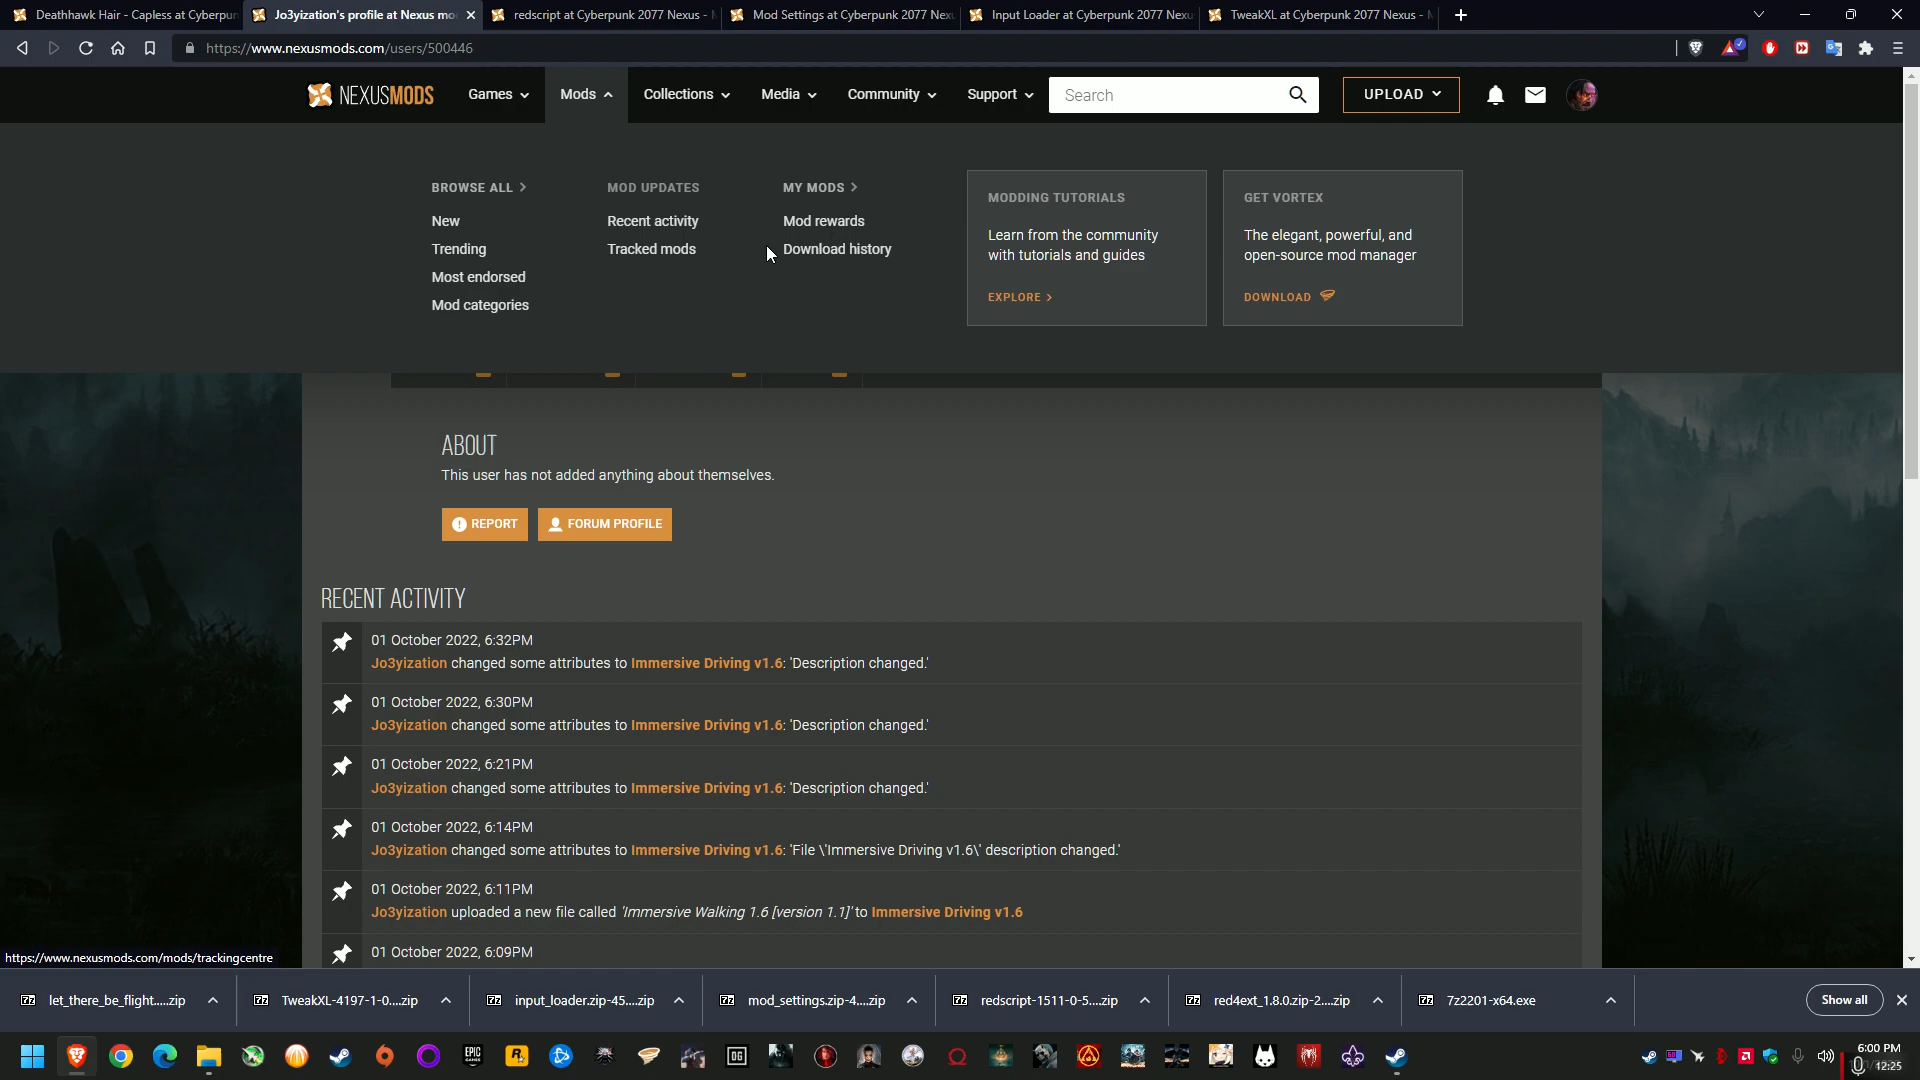 Deathhawk Hair - Capless at Cyberpun
Jo3yization's profile at Nexus mo
redscript at Cyberpunk 2077 Nexus - M
Mod Settings at Cyberpunk 2077 Nex
Input Loader at Cyberpunk 2077 Nexu
TweakXL at Cyberpunk 2077 Nexus - M
https://www.nexusmods.com/users/500446
NEXUSMODS
Games
Mods
Collections
Media
Community
Support
Search
UPLOAD
BROWSE ALL >
New
Trending
Most endorsed
Mod categories
MOD UPDATES
Recent activity
Tracked mods
MY MODS >
Mod rewards
Download history
MODDING TUTORIALS
Learn from the community
with tutorials and guides
EXPLORE >
GET VORTEX
The elegant, powerful, and
open-source mod manager
DOWNLOAD
ABOUT
This user has not added anything about themselves.
REPORT
FORUM PROFILE
RECENT ACTIVITY
01 October 2022, 6:32PM
Jo3yization changed some attributes to Immersive Driving v1.6: 'Description changed.'
01 October 2022, 6:30PM
Jo3yization changed some attributes to Immersive Driving v1.6: 'Description changed.'
01 October 2022, 6:21PM
Jo3yization changed some attributes to Immersive Driving v1.6: 'Description changed.'
01 October 2022, 6:14PM
Jo3yization changed some attributes to Immersive Driving v1.6: 'File \'Immersive Driving v1.6\' description changed.'
01 October 2022, 6:11PM
Jo3yization uploaded a new file called 'Immersive Walking 1.6 [version 1.1]' to Immersive Driving v1.6
01 October 2022, 6:09PM
https://www.nexusmods.com/mods/trackingcentre
let_there_be_flight.....zip
TweakXL-4197-1-0....zip
input_loader.zip-45....zip
mod_settings.zip-4....zip
redscript-1511-0-5....zip
red4ext_1.8.0.zip-2....zip
7z2201-x64.exe
Show all
6:00 PM
12:25